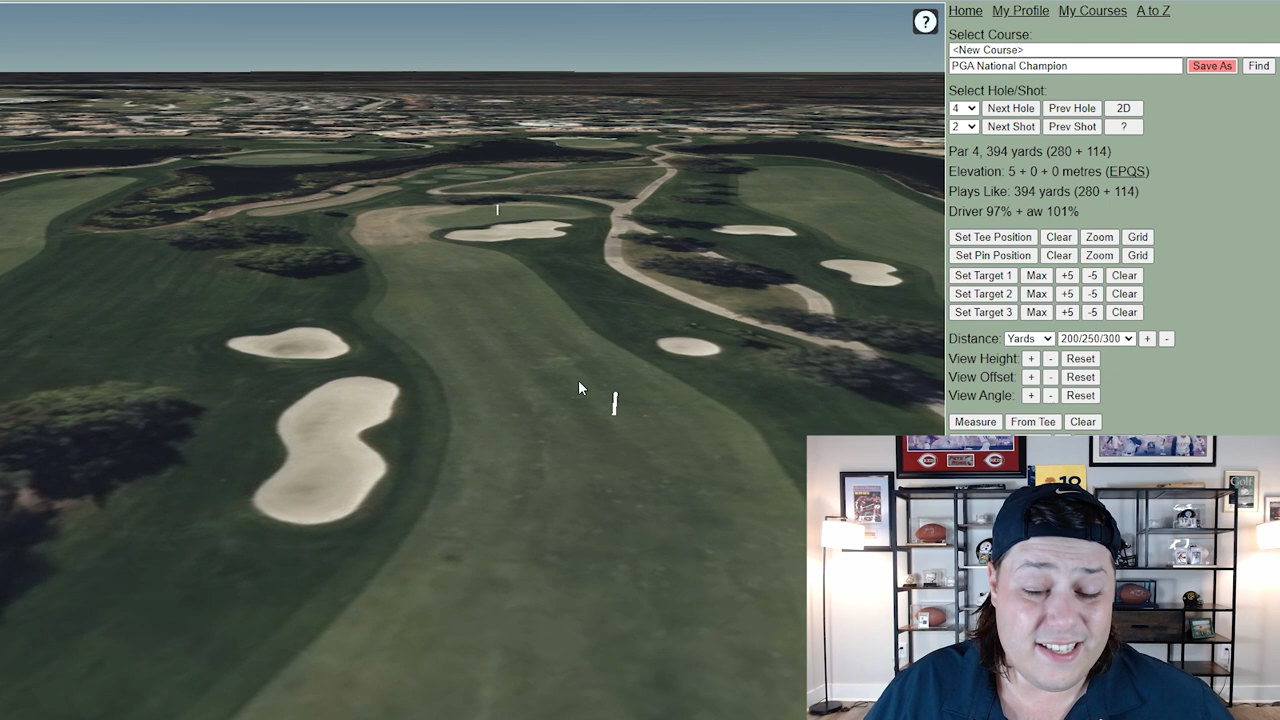 ?
Home My Profile My Courses A to Z
Select Course:
<New Course>
PGA National Champion Save As Find
Select Hole/Shot:
4 Next Hole Prev Hole 2D
2 Next Shot Prev Shot ?
Par 4, 394 yards (280 + 114)
Elevation: 5 + 0 + 0 metres (EPQS)
Plays Like: 394 yards (280 + 114)
Driver 97% + aw 101%
Set Tee Position Clear Zoom Grid
Set Pin Position Clear Zoom Grid
Set Target 1 Max +5 -5 Clear
Set Target 2 Max +5 -5 Clear
Set Target 3 Max +5 -5 Clear
Distance: Yards 200/250/300 + -
View Height: + - Reset
View Offset: + - Reset
View Angle: + - Reset
Measure From Tee Clear
Golf